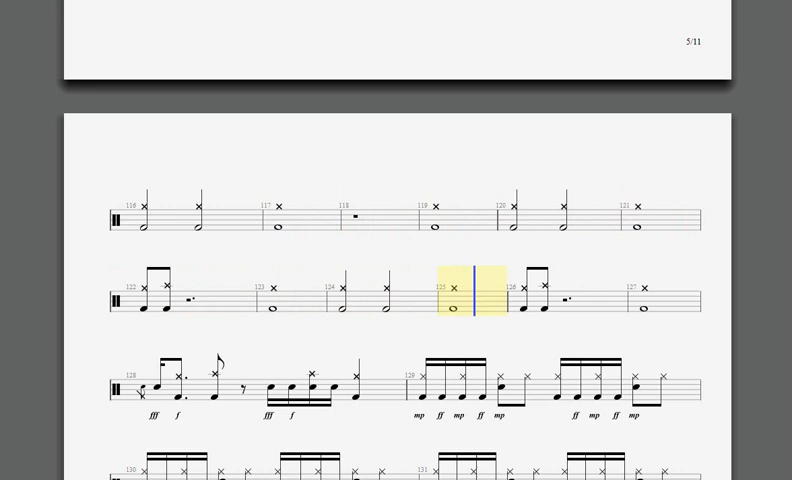 5/11
116 117 118 119 120 121
122 123 124 125 126 127
128 129
fff f fff f mp ff mp ff mp ff mp ff mp
130 131